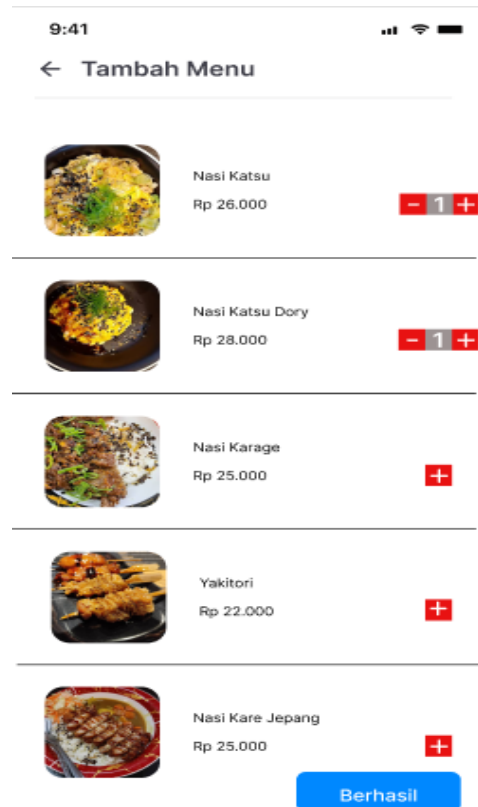 9:41
← Tambah Menu
Nasi Katsu
Rp 26.000
- 1 +
Nasi Katsu Dory
Rp 28.000
- 1 +
Nasi Karage
Rp 25.000
+
Yakitori
Rp 22.000
+
Nasi Kare Jepang
Rp 25.000
+
Berhasil